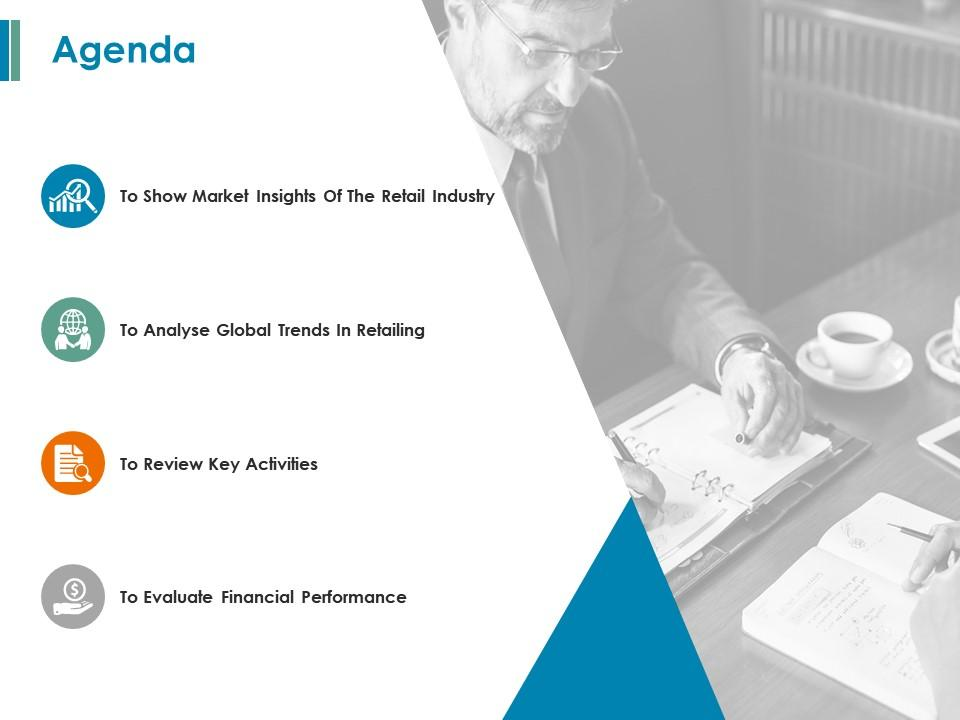 Agenda
To Show Market Insights Of The Retail Industry
To Analyse Global Trends In Retailing
To Review Key Activities
To Evaluate Financial Performance